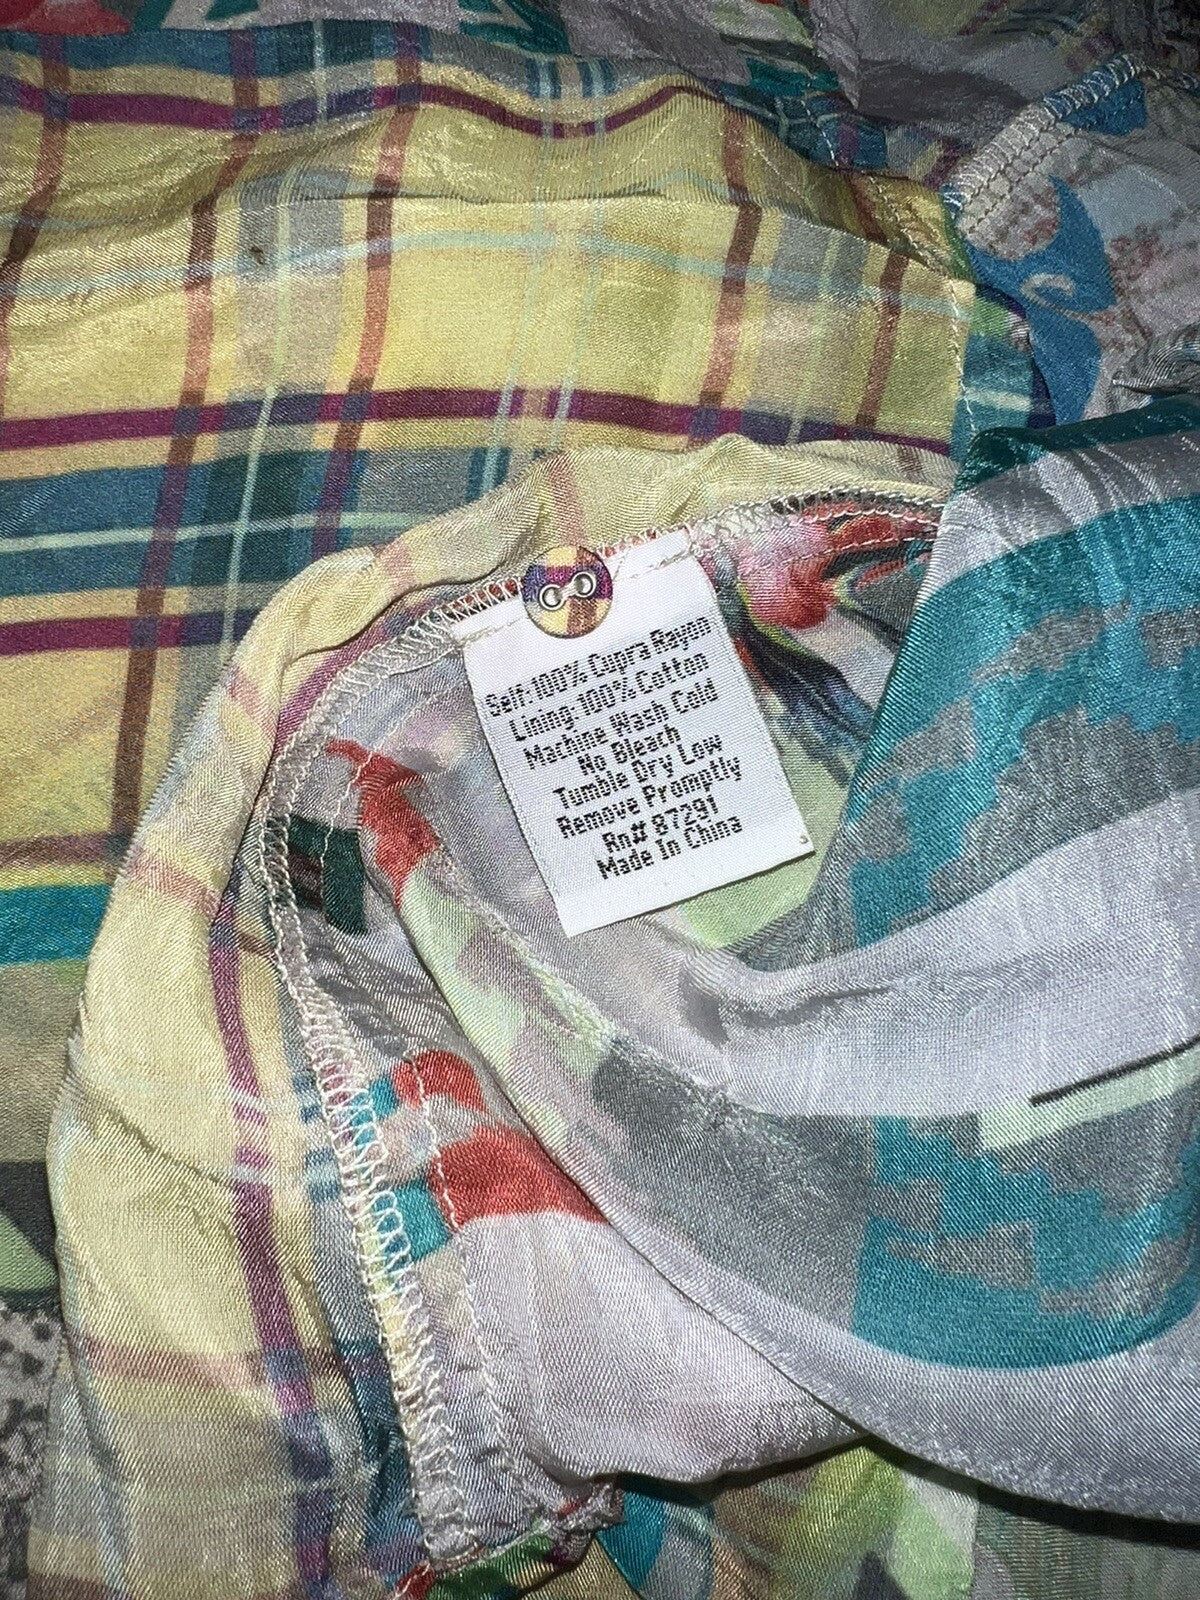 Self: 100% Cupra Rayon
Lining: 100% Cotton
Machine Wash Cold
No Bleach
Tumble Dry Low
Remove Promptly
Rn# 87291
Made In China